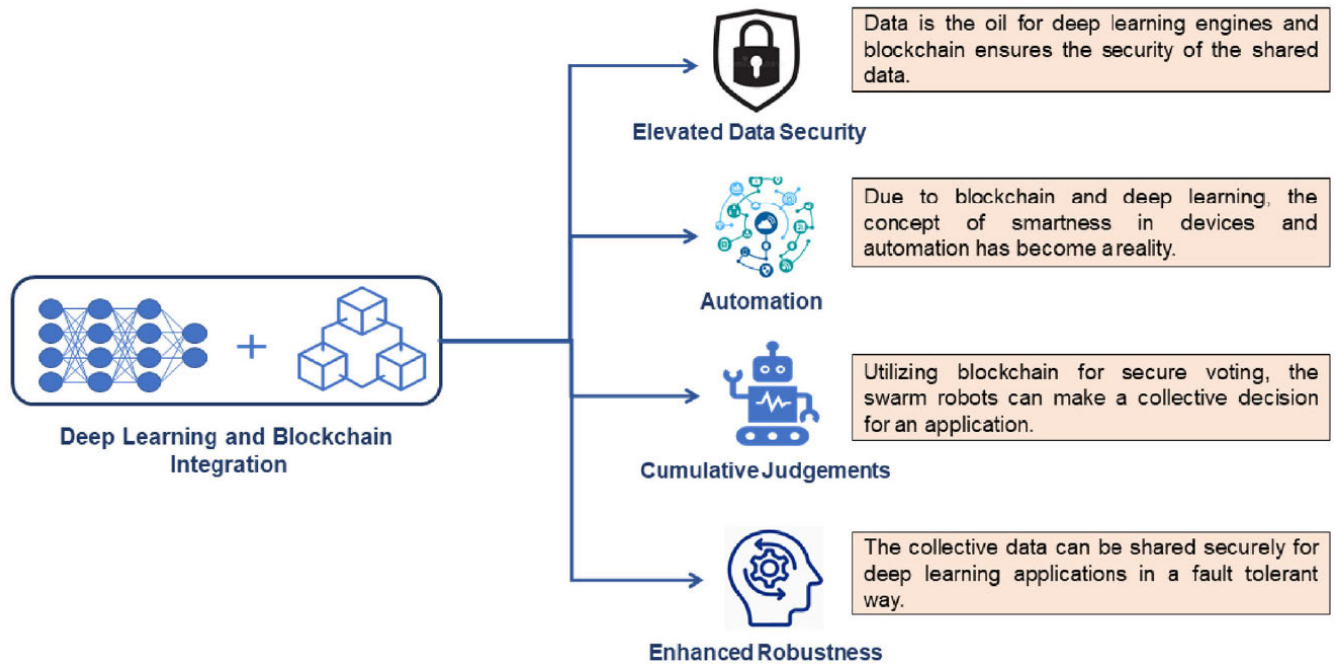 Data is the oil for deep learning engines and
blockchain ensures the security of the shared
data.
Elevated Data Security
Due to blockchain and deep learning, the
concept of smartness in devices and
automation has become a reality.
Automation
Deep Learning and Blockchain
Integration
Utilizing blockchain for secure voting, the
swarm robots can make a collective decision
for an application.
Cumulative Judgements
The collective data can be shared securely for
deep learning applications in a fault tolerant
way.
Enhanced Robustness